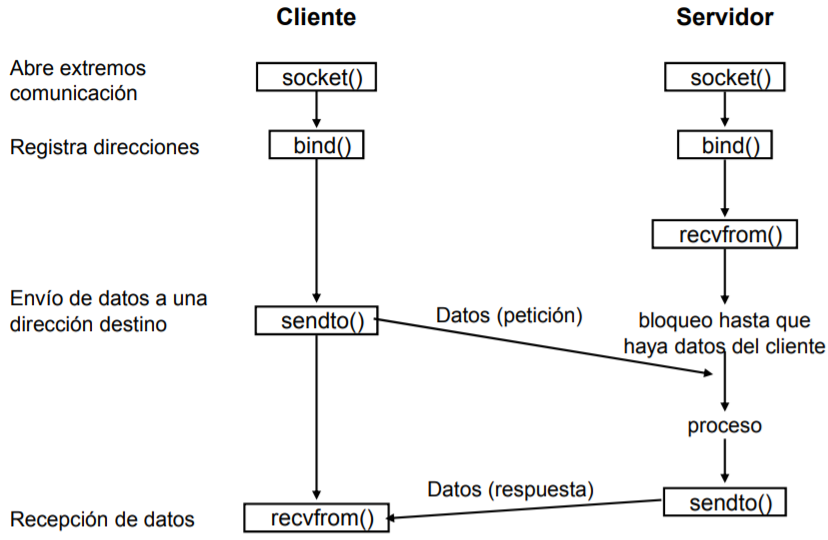 Cliente
Servidor
Abre extremos
comunicación
socket()
socket()
Registra direcciones
bind()
bind()
recvfrom()
Envío de datos a una
dirección destino
sendto()
Datos (petición)
bloqueo hasta que
haya datos del cliente
proceso
Datos (respuesta)
sendto()
Recepción de datos
recvfrom()